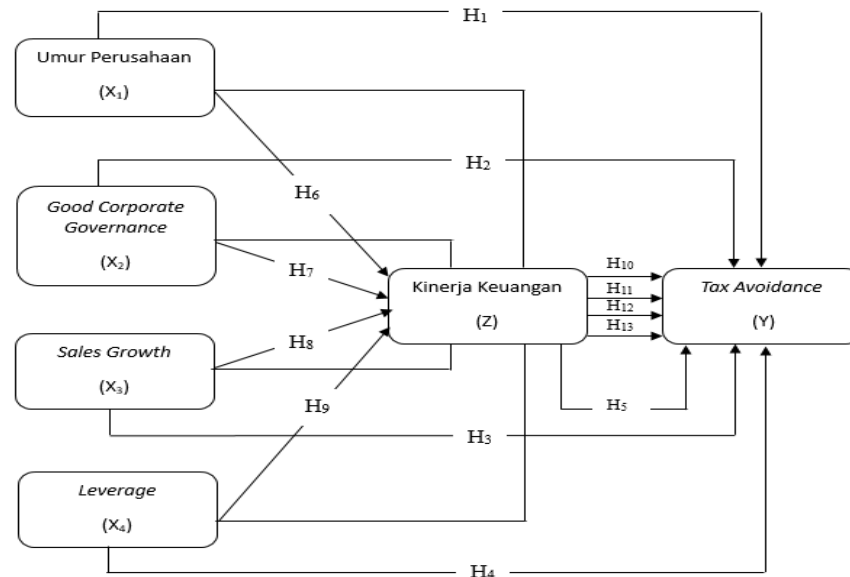 H₁
Umur Perusahaan
(X₁)
H₂
H₆
Good Corporate
Governance
(X₂)
H₇
H₁₀
Kinerja Keuangan
(Z)
H₁₁
H₁₂
H₁₃
Tax Avoidance
(Y)
H₈
Sales Growth
(X₃)
H₉
H₅
H₃
Leverage
(X₄)
H₄